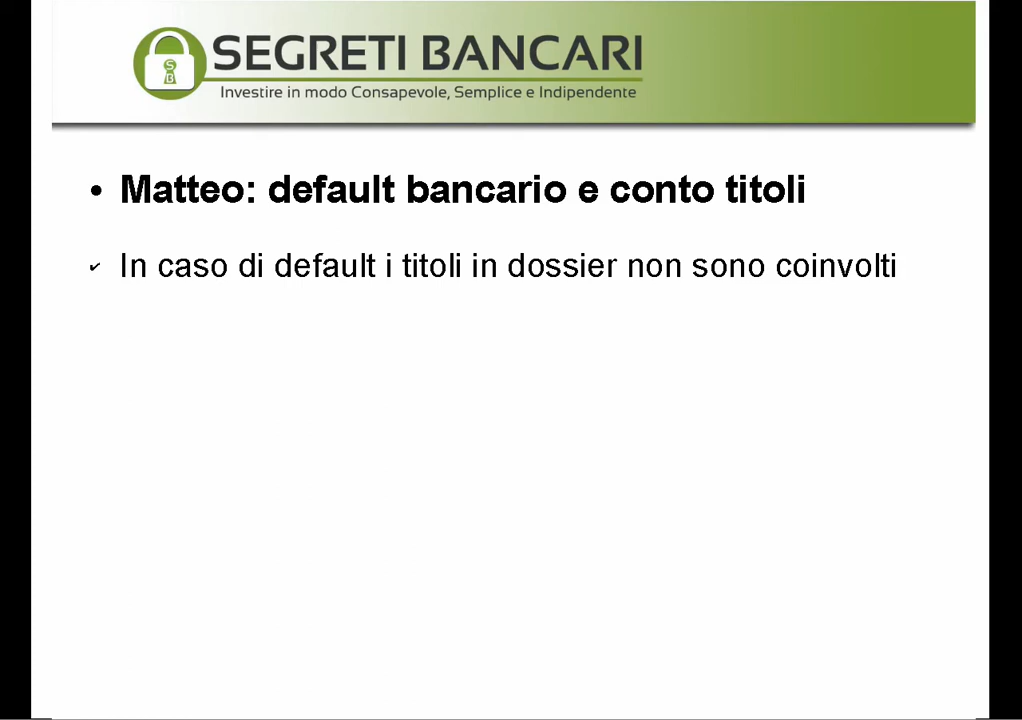 SEGRETI BANCARI
SB
Investire in modo Consapevole, Semplice e Indipendente
• Matteo: default bancario e conto titoli
✔ In caso di default i titoli in dossier non sono coinvolti